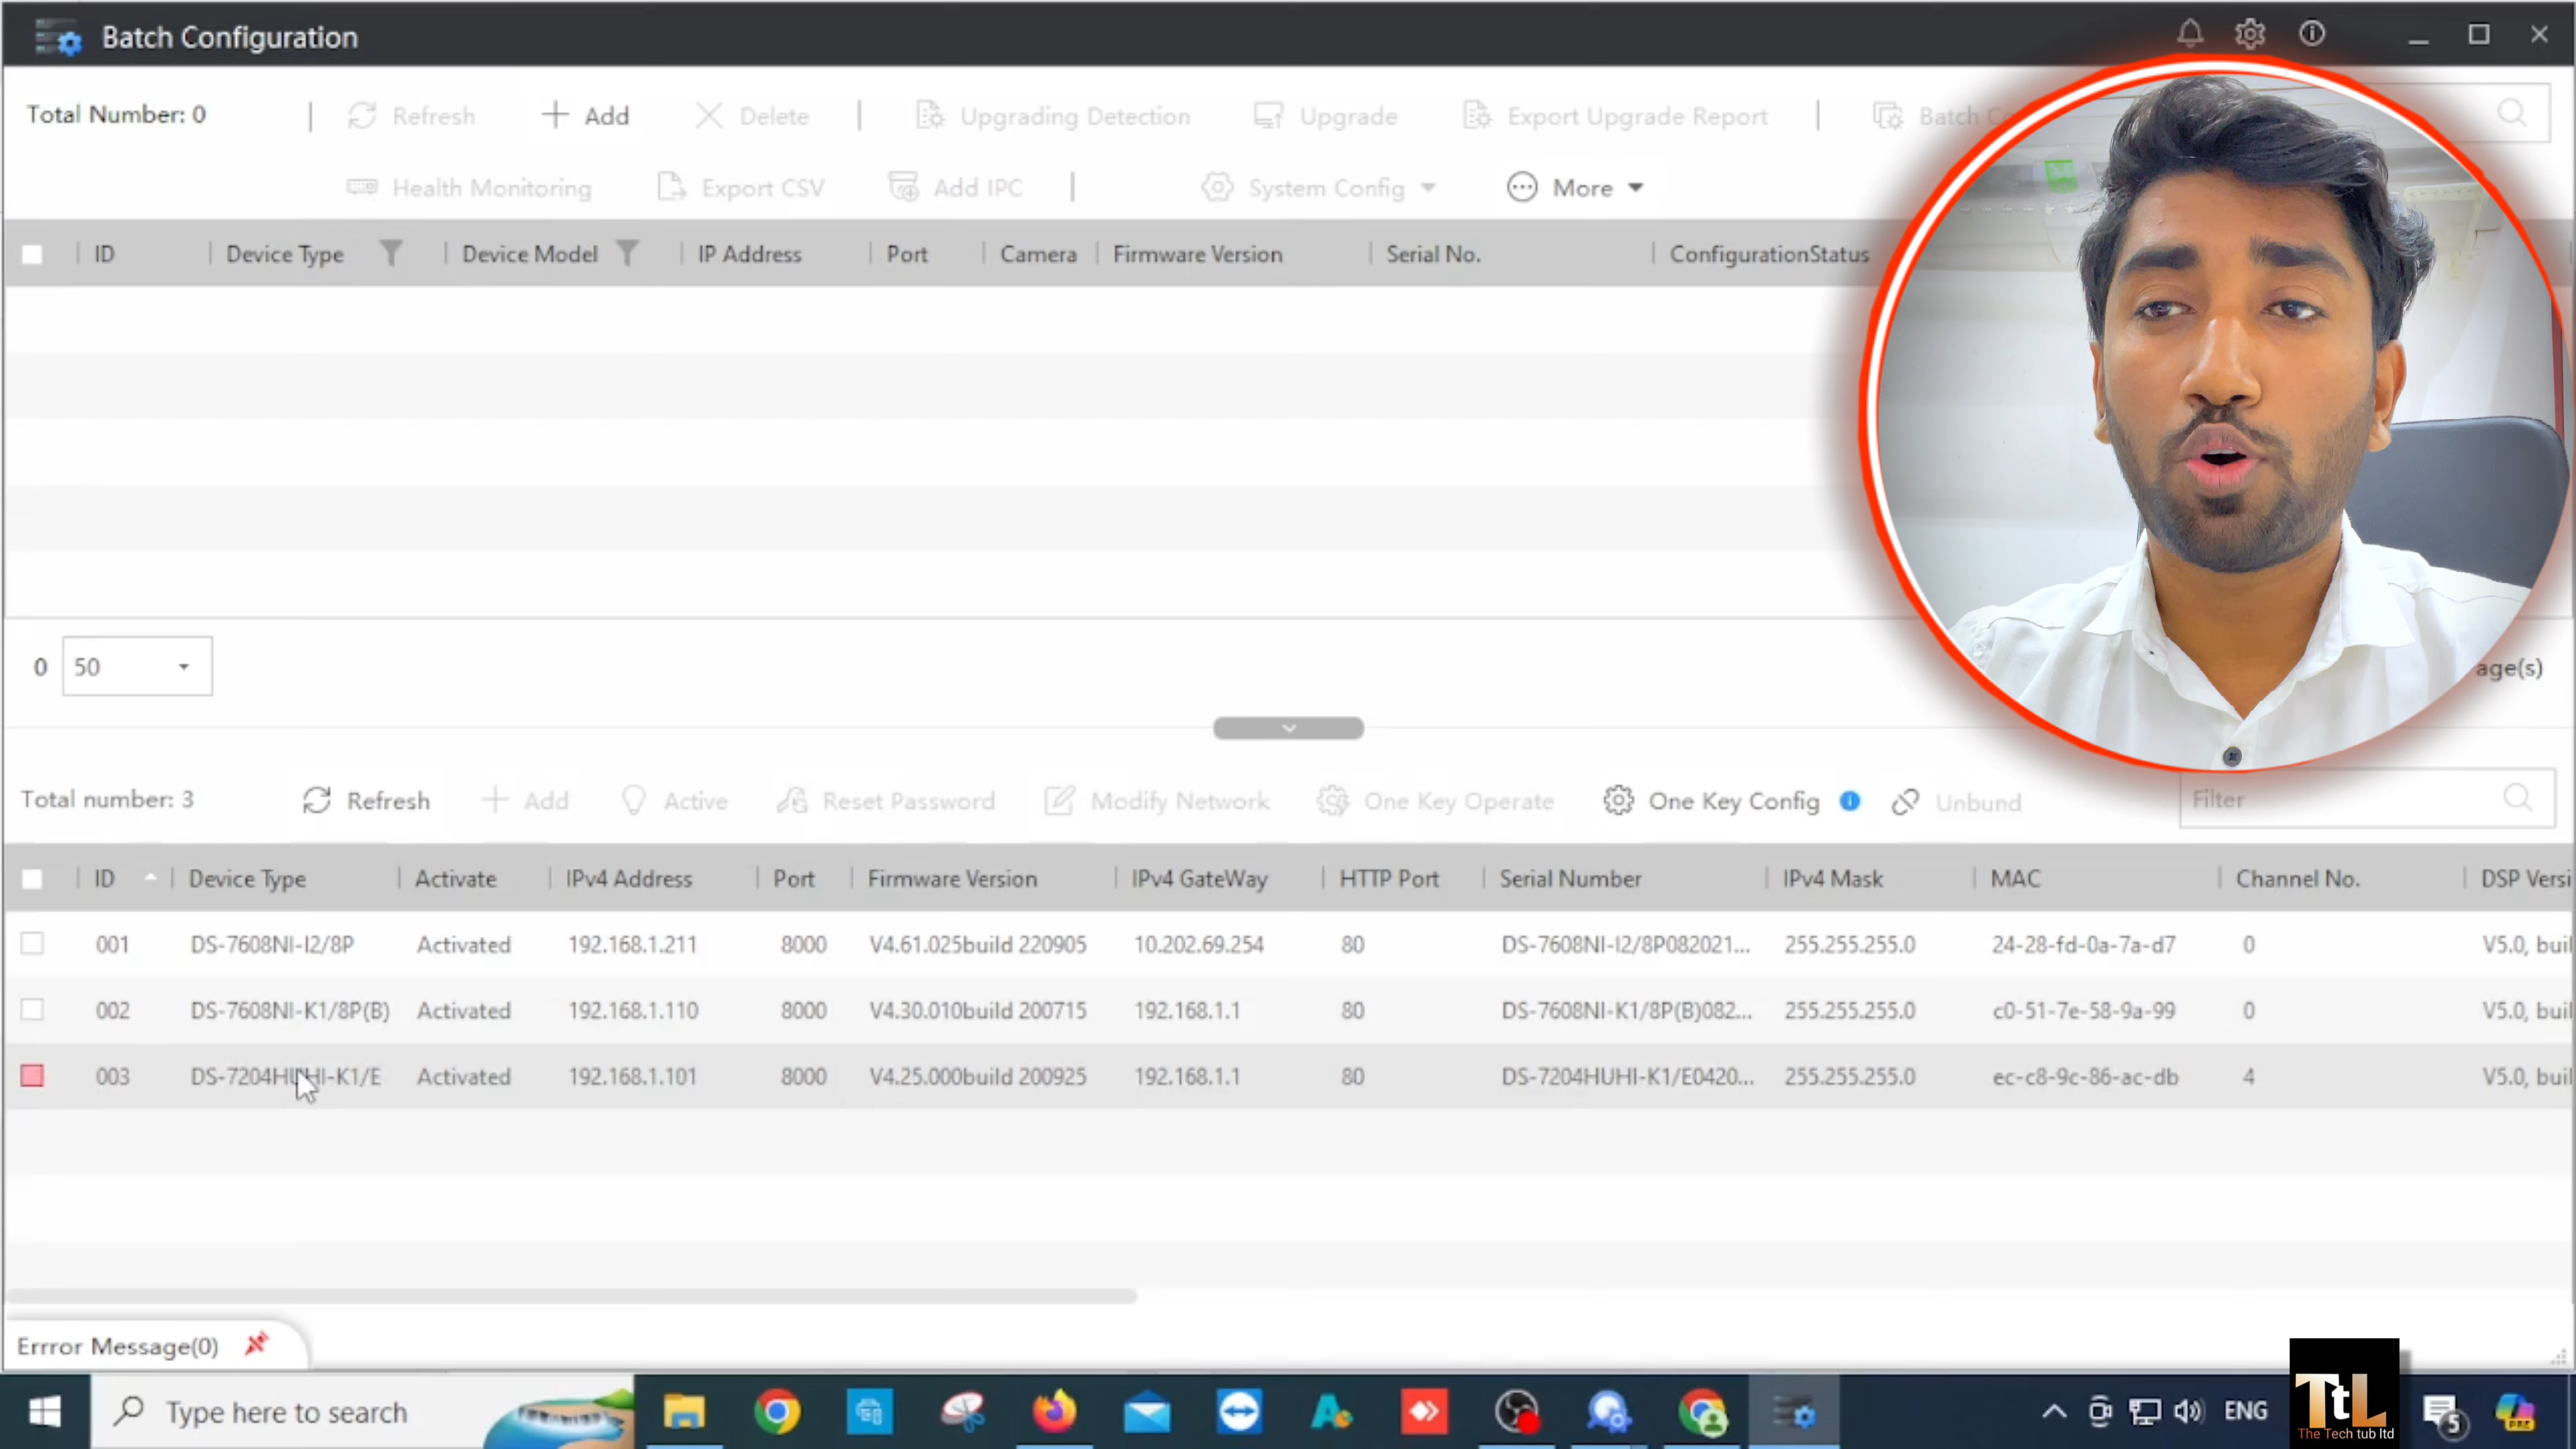 Batch Configuration
Total Number: 0 Refresh Add Delete Upgrading Detection Upgrade Export Upgrade Report Batch
Health Monitoring Export CSV Add IPC System Config More
ID Device Type Device Model IP Address Port Camera Firmware Version Serial No. ConfigurationStatus
0 50 age(s)
Total number: 3 Refresh Add Active Reset Password Modify Network One Key Operate One Key Config Unbund Filter
ID Device Type Activate IPv4 Address Port Firmware Version IPv4 GateWay HTTP Port Serial Number IPv4 Mask MAC Channel No. DSP Versi
001 DS-7608NI-I2/8P Activated 192.168.1.211 8000 V4.61.025build 220905 10.202.69.254 80 DS-7608NI-I2/8P082021... 255.255.255.0 24-28-fd-0a-7a-d7 0 V5.0, buil
002 DS-7608NI-K1/8P(B) Activated 192.168.1.110 8000 V4.30.010build 200715 192.168.1.1 80 DS-7608NI-K1/8P(B)082... 255.255.255.0 c0-51-7e-58-9a-99 0 V5.0, buil
003 DS-7204HUHI-K1/E Activated 192.168.1.101 8000 V4.25.000build 200925 192.168.1.1 80 DS-7204HUHI-K1/E0420... 255.255.255.0 ec-c8-9c-86-ac-db 4 V5.0, buil
Errror Message(0)
Type here to search
ENG
5
TtL
The Tech tub ltd